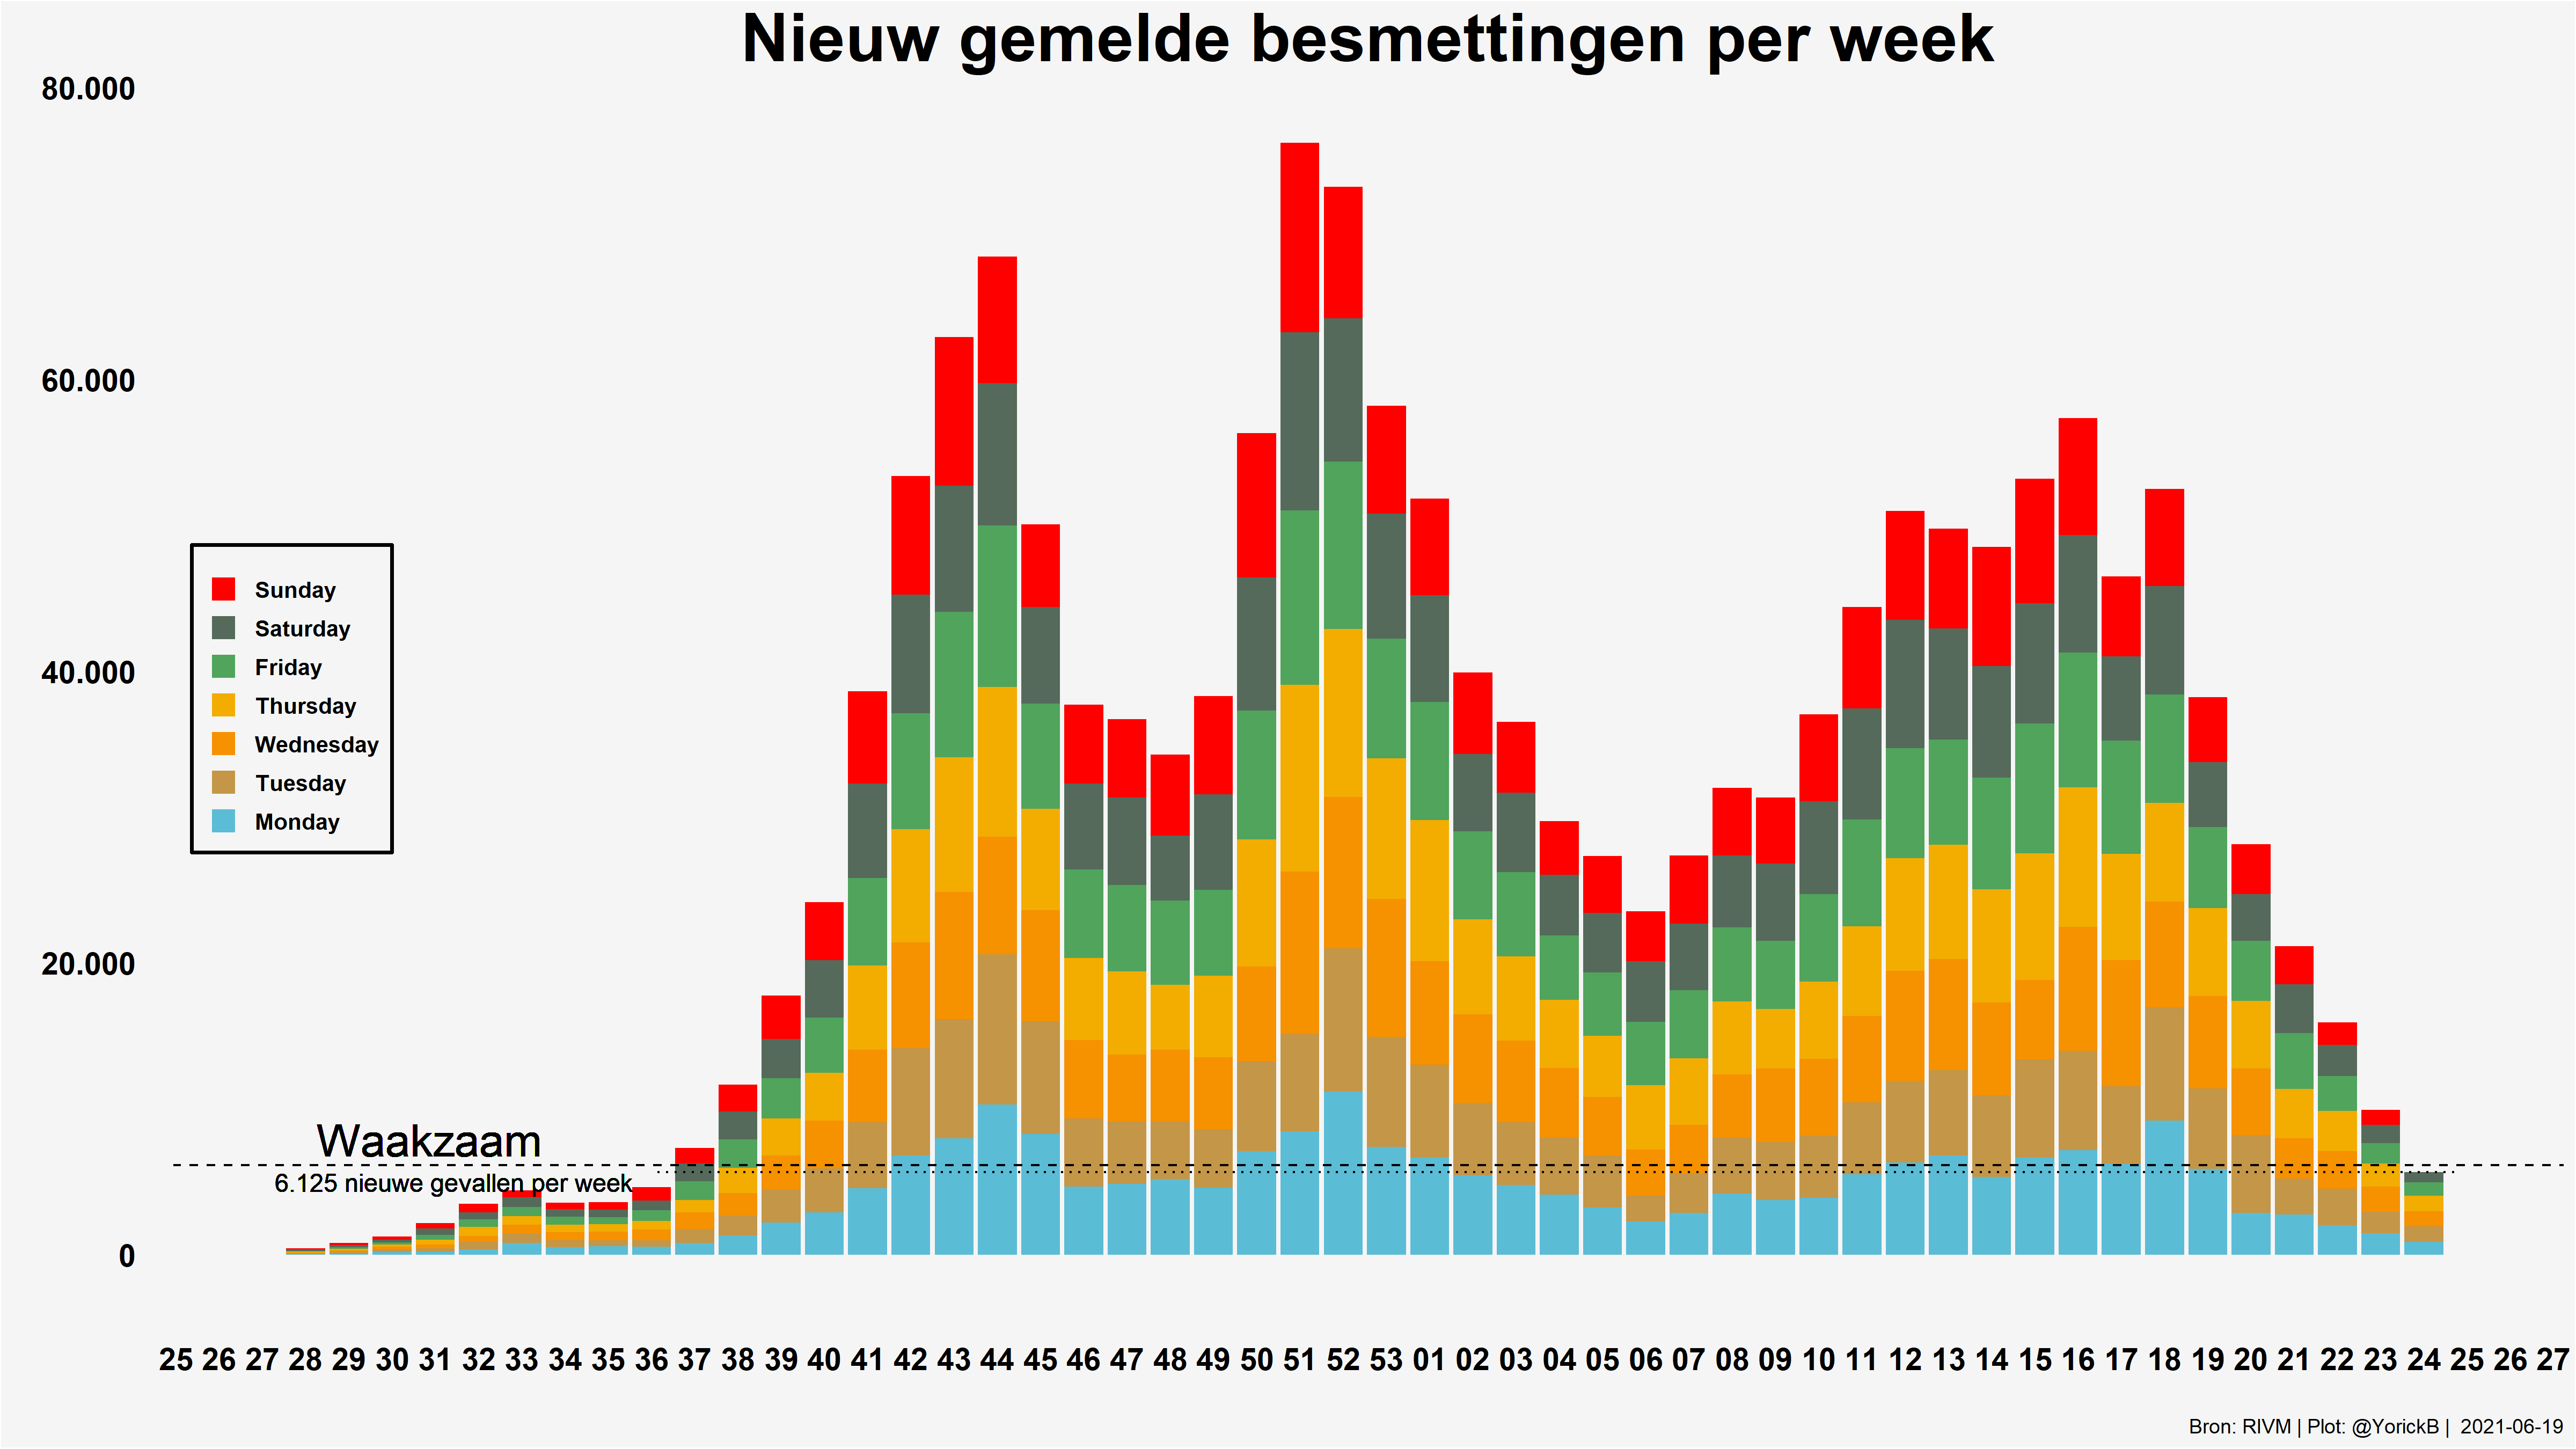 Nieuw gemelde besmettingen per week
80.000
60.000
40.000
20.000
0
Sunday
Saturday
Friday
Thursday
Wednesday
Tuesday
Monday
Waakzaam
6.125 nieuwe gevallen per week
25 26 27 28 29 30 31 32 33 34 35 36 37 38 39 40 41 42 43 44 45 46 47 48 49 50 51 52 53 01 02 03 04 05 06 07 08 09 10 11 12 13 14 15 16 17 18 19 20 21 22 23 24 25 26 27
Bron: RIVM | Plot: @YorickB | 2021-06-19